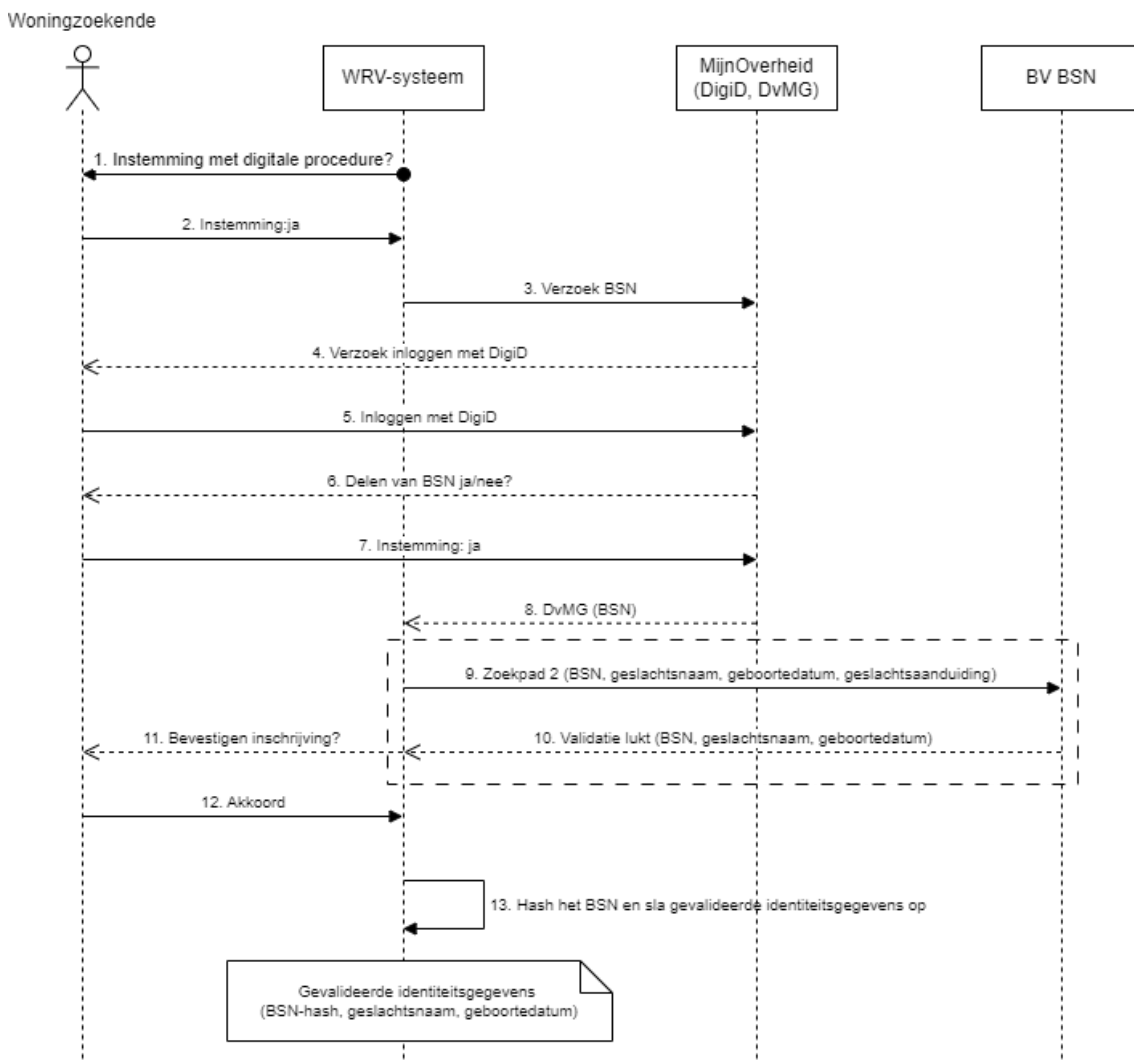 Woningzoekende
WRV-systeem
MijnOverheid
(DigiD, DvMG)
BV BSN
1. Instemming met digitale procedure?
2. Instemming:ja
3. Verzoek BSN
4. Verzoek inloggen met DigiD
5. Inloggen met DigiD
6. Delen van BSN ja/nee?
7. Instemming: ja
8. DvMG (BSN)
9. Zoekpad 2 (BSN, geslachtsnaam, geboortedatum, geslachtsaanduiding)
11. Bevestigen inschrijving?
10. Validatie lukt (BSN, geslachtsnaam, geboortedatum)
12. Akkoord
13. Hash het BSN en sla gevalideerde identiteitsgegevens op
Gevalideerde identiteitsgegevens
(BSN-hash, geslachtsnaam, geboortedatum)